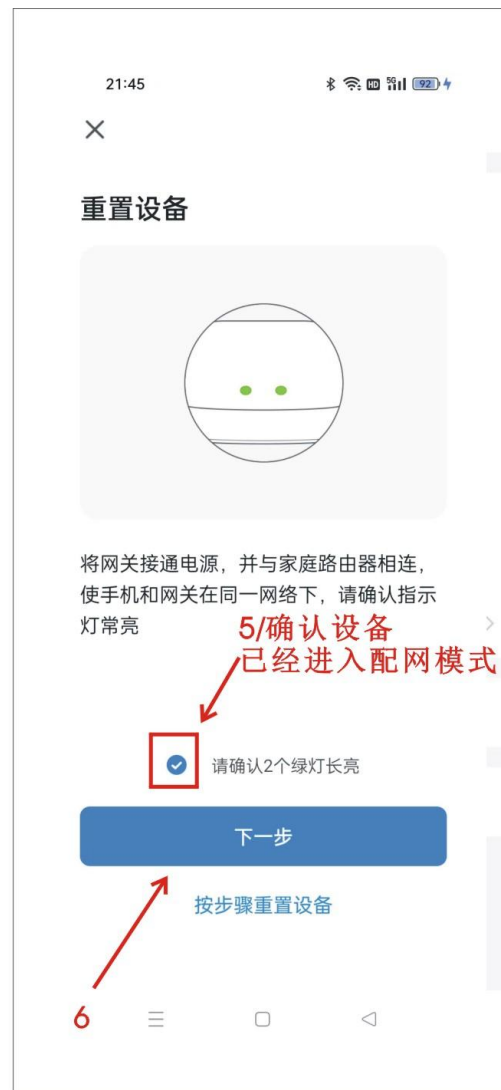 21:45
HD 5G 92
重置设备
将网关接通电源，并与家庭路由器相连，
使手机和网关在同一网络下，请确认指示
灯常亮
5/确认设备
已经进入配网模式
请确认2个绿灯长亮
下一步
按步骤重置设备
6